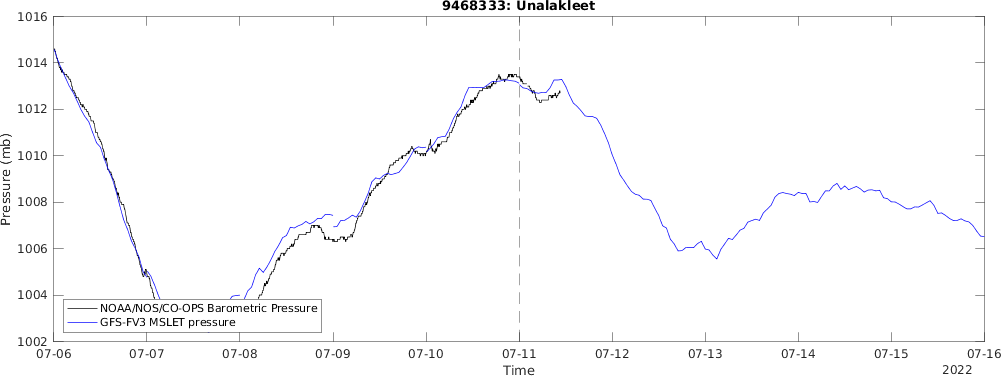 9468333: Unalakleet
Pressure (mb)
1016
1014
1012
1010
1008
1006
1004
1002
NOAA/NOS/CO-OPS Barometric Pressure
GFS-FV3 MSLET pressure
07-06 07-07 07-08 07-09 07-10 07-11 07-12 07-13 07-14 07-15 07-16
Time
2022